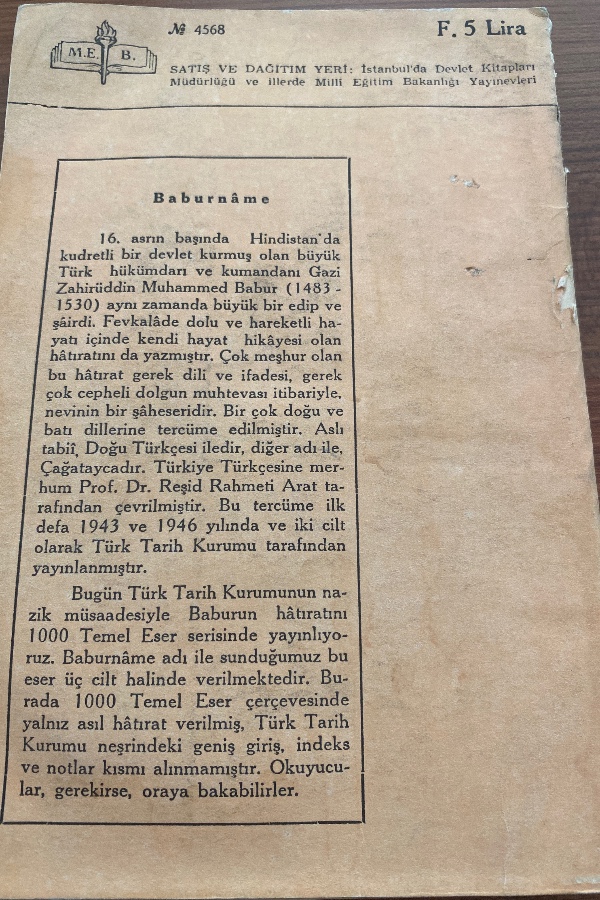 M.E. B.
№ 4568
F. 5 Lira
SATIŞ VE DAĞITIM YERİ: İstanbul'da Devlet Kitapları
Müdürlüğü ve illerde Milli Eğitim Bakanlığı Yayınevleri
Baburnâme
16. asrın başında Hindistan'da
kudretli bir devlet kurmuş olan büyük
Türk hükümdarı ve kumandanı Gazi
Zahirüddin Muhammed Babur (1483 -
- 1530) aynı zamanda büyük bir edip ve
şâirdi. Fevkalâde dolu ve hareketli ha-
yatı içinde kendi hayat hikâyesi olan
hâtıratını da yazmıştır. Çok meşhur olan
bu hâtırat gerek dili ve ifadesi, gerek
çok cepheli dolgun muhtevası itibariyle,
nevinin bir şâheseridir. Bir çok doğu ve
batı dillerine tercüme edilmiştir. Aslı
tabiî, Doğu Türkçesi iledir, diğer adı ile,
Çağataycadır. Türkiye Türkçesine mer-
hum Prof. Dr. Reşid Rahmeti Arat ta-
rafından çevrilmiştir. Bu tercüme ilk
defa 1943 ve 1946 yılında ve iki cilt
olarak Türk Tarih Kurumu tarafından
yayınlanmıştır.
Bugün Türk Tarih Kurumunun na-
zik müsaadesiyle Baburun hâtıratını
1000 Temel Eser serisinde yayınlıyo-
ruz. Baburnâme adı ile sunduğumuz bu
eser üç cilt halinde verilmektedir. Bu-
rada 1000 Temel Eser çerçevesinde
yalnız asıl hâtırat verilmiş, Türk Tarih
Kurumu neşrindeki geniş giriş, indeks
ve notlar kısmı alınmamıştır. Okuyucu-
lar, gerekirse, oraya bakabilirler.